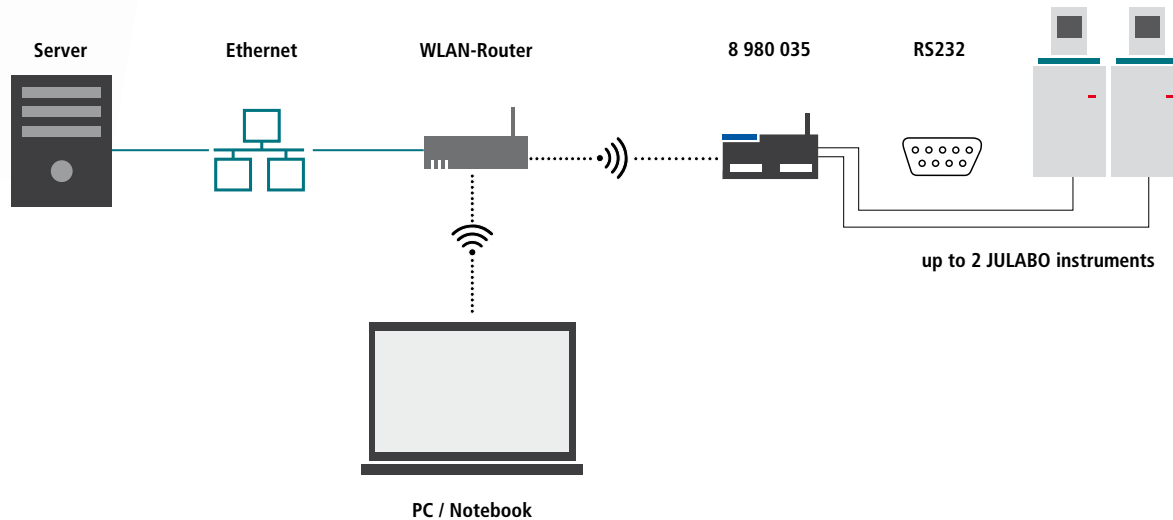 Server
Ethernet
WLAN-Router
8 980 035
RS232
up to 2 JULABO instruments
PC / Notebook